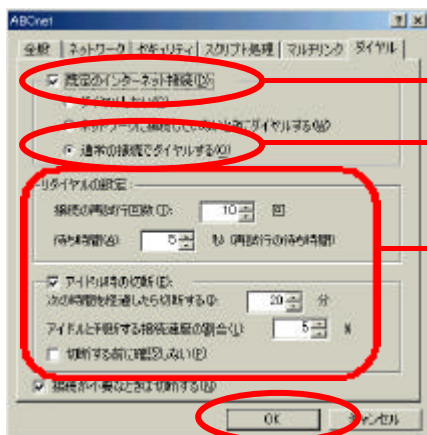 ABCnet
全般 ネットワーク セキュリティ スクリプト処理 マルチリンク ダイヤル
既定のインターネット接続(D):
ダイヤルしない(C)
ネットワークに接続していないときにダイヤルする(W)
通常の接続でダイヤルする(O)
リダイヤルの設定:
接続の再試行回数(T): 10 回
待ち時間(A): 5 秒 (再試行の待ち時間)
アイドル時の切断(E):
次の時間を経過したら切断する 20 分
アイドルと判断する接続速度の割合(L): 5 %
切断する前に確認しない(P)
接続が不要なときは切断する
OK キャンセル